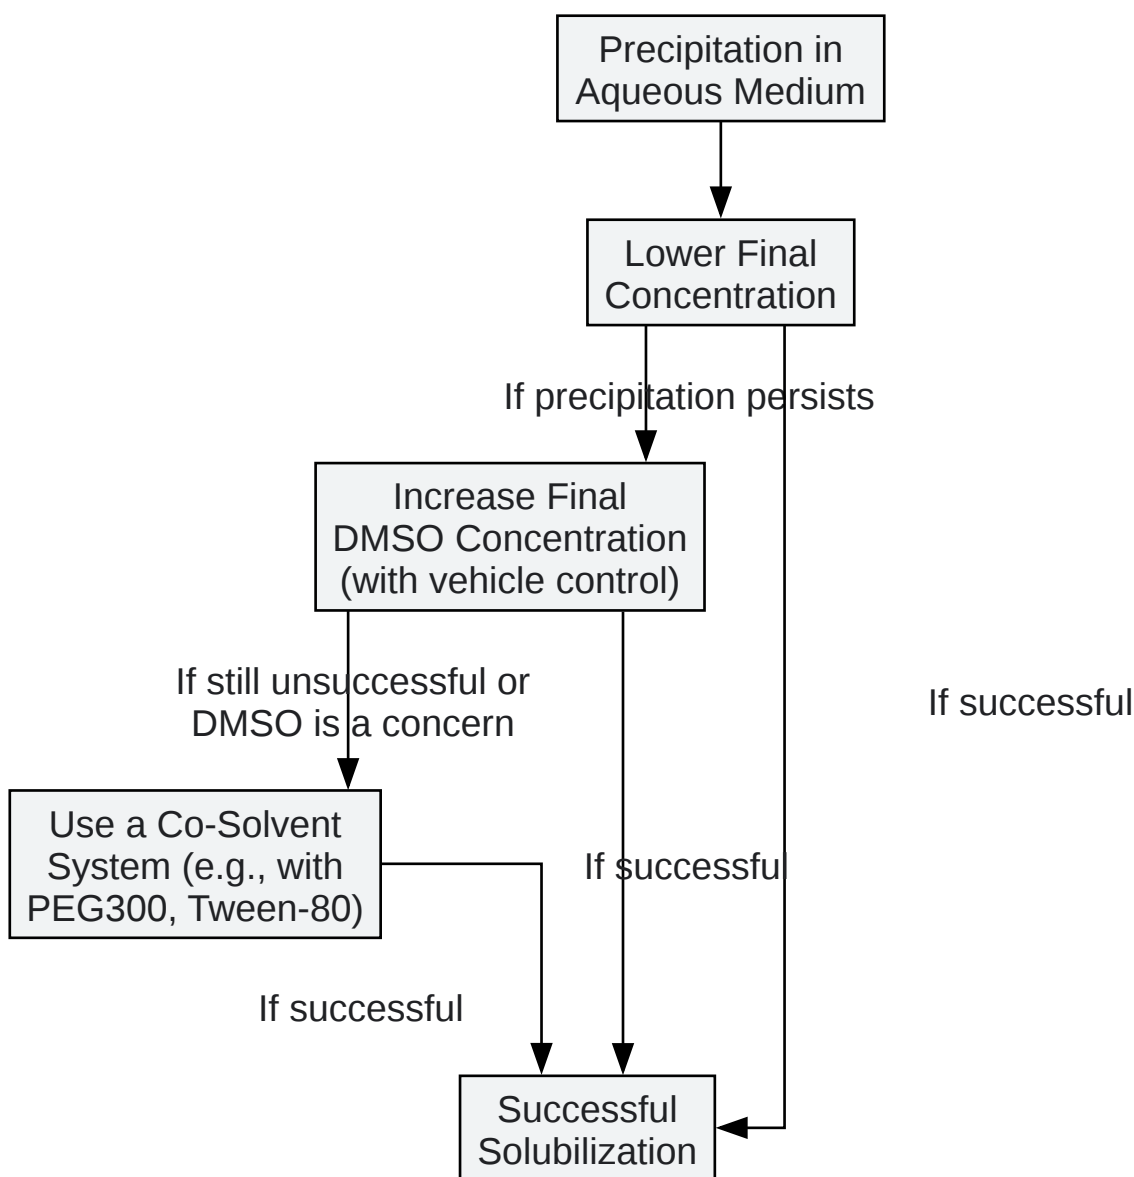 Precipitation in
Aqueous Medium
Lower Final
Concentration
If precipitation persists
Increase Final
DMSO Concentration
(with vehicle control)
If still unsuccessful or
DMSO is a concern
If successful
Use a Co-Solvent
System (e.g., with
PEG300, Tween-80)
If successful
If successful
Successful
Solubilization